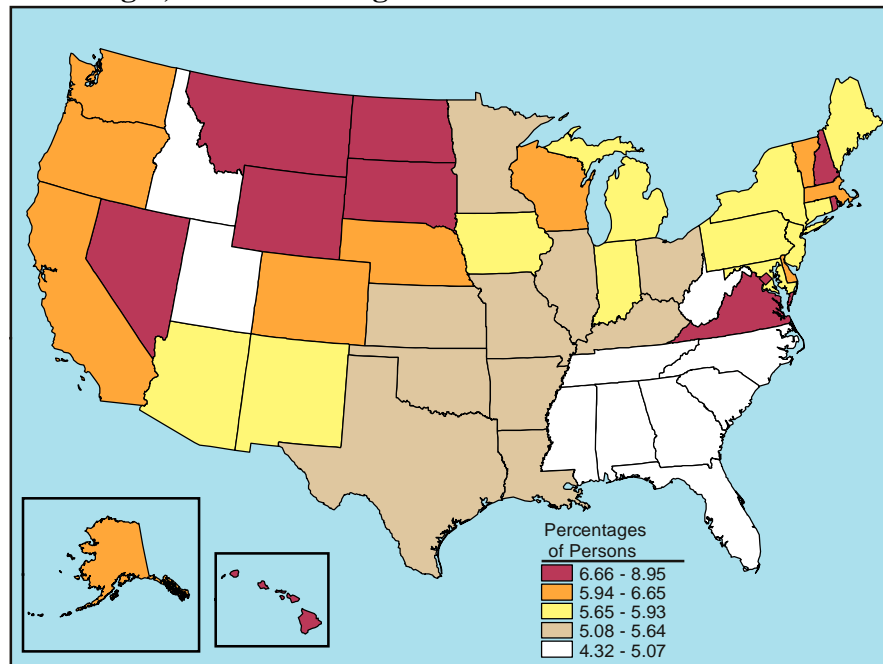 Percentages
of Persons
6.66 - 8.95
5.94 - 6.65
5.65 - 5.93
5.08 - 5.64
4.32 - 5.07